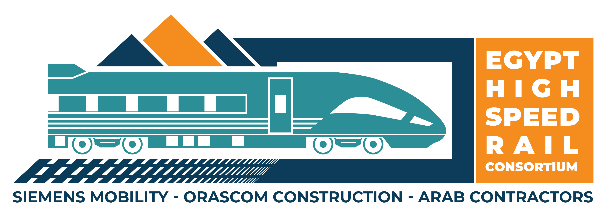 EGYPT
HIGH
SPEED
RAIL
CONSORTIUM
SIEMENS MOBILITY - ORASCOM CONSTRUCTION - ARAB CONTRACTORS